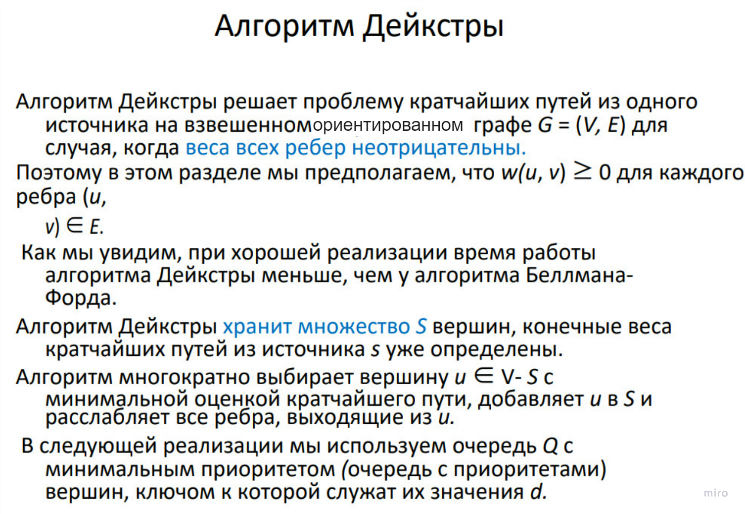 Алгоритм Дейкстры
Алгоритм Дейкстры решает проблему кратчайших путей из одного
источника на взвешенном ориентированном графе G = (V, E) для
случая, когда веса всех ребер неотрицательны.
Поэтому в этом разделе мы предполагаем, что w(u, v) ≥ 0 для каждого
ребра (u,
v) ∈ E.
Как мы увидим, при хорошей реализации время работы
алгоритма Дейкстры меньше, чем у алгоритма Беллмана-
Форда.
Алгоритм Дейкстры хранит множество S вершин, конечные веса
кратчайших путей из источника s уже определены.
Алгоритм многократно выбирает вершину u ∈ V- S с
минимальной оценкой кратчайшего пути, добавляет u в S и
расслабляет все ребра, выходящие из u.
В следующей реализации мы используем очередь Q с
минимальным приоритетом (очередь с приоритетами)
вершин, ключом к которой служат их значения d.
miro